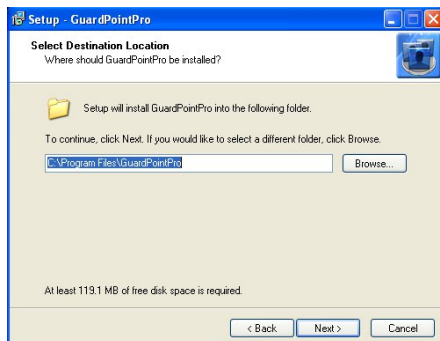 Setup - GuardPointPro
Select Destination Location
Where should GuardPointPro be installed?
Setup will install GuardPointPro into the following folder.
To continue, click Next. If you would like to select a different folder, click Browse.
C:\Program Files\GuardPointPro
Browse...
At least 119.1 MB of free disk space is required.
< Back
Next >
Cancel